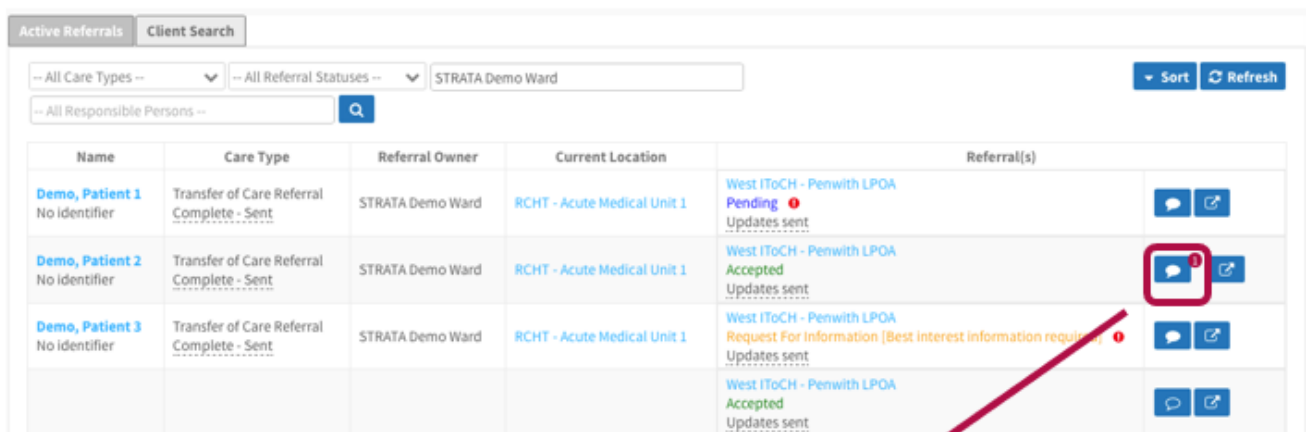 Active Referrals Client Search
-- All Care Types -- -- All Referral Statuses -- STRATA Demo Ward Sort Refresh
-- All Responsible Persons --
Name Care Type Referral Owner Current Location Referral(s)
Demo, Patient 1
No identifier
Transfer of Care Referral
Complete - Sent
STRATA Demo Ward
RCHT - Acute Medical Unit 1
West IToCH - Penwith LPOA
Pending
Updates sent
Demo, Patient 2
No identifier
Transfer of Care Referral
Complete - Sent
STRATA Demo Ward
RCHT - Acute Medical Unit 1
West IToCH - Penwith LPOA
Accepted
Updates sent
1
Demo, Patient 3
No identifier
Transfer of Care Referral
Complete - Sent
STRATA Demo Ward
RCHT - Acute Medical Unit 1
West IToCH - Penwith LPOA
Request For Information [Best interest information
Updates sent
West IToCH - Penwith LPOA
Accepted
Updates sent